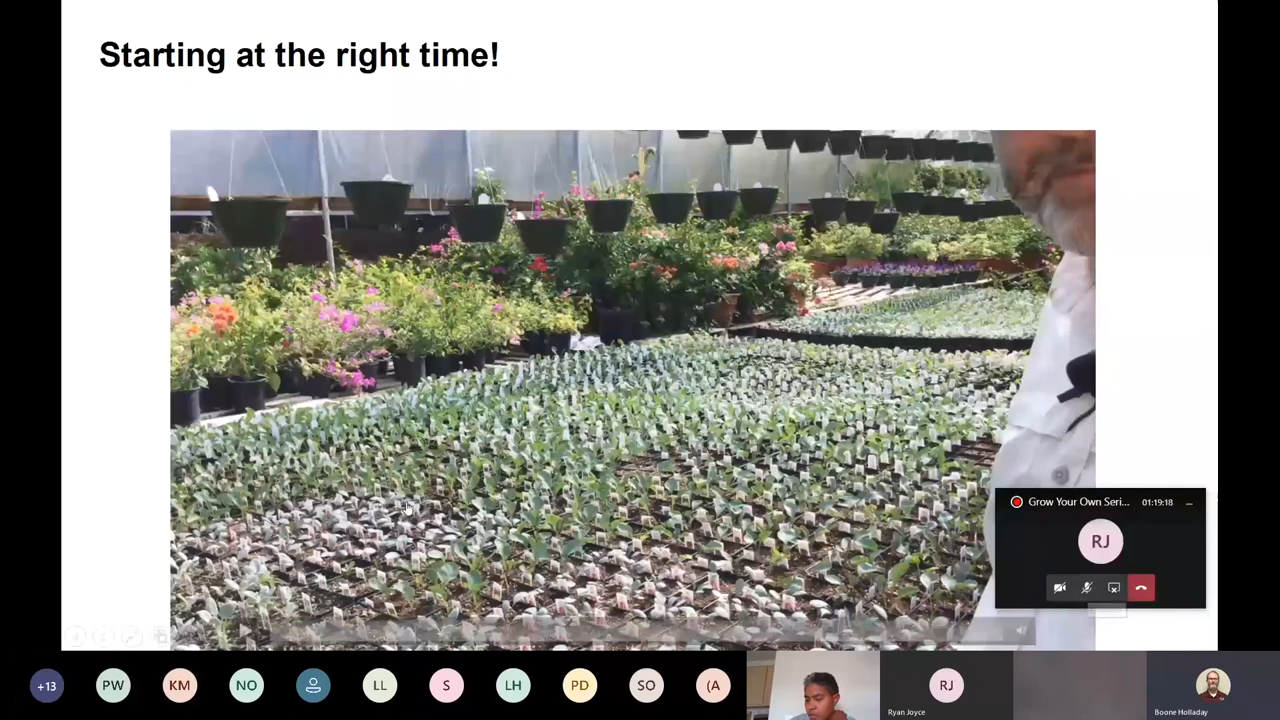 Starting at the right time!
Grow Your Own Seri...
01:19:18
RJ
+13
PW
KM
NO
LL
S
LH
PD
SO
(A
RJ
Ryan Joyce
Boone Holladay